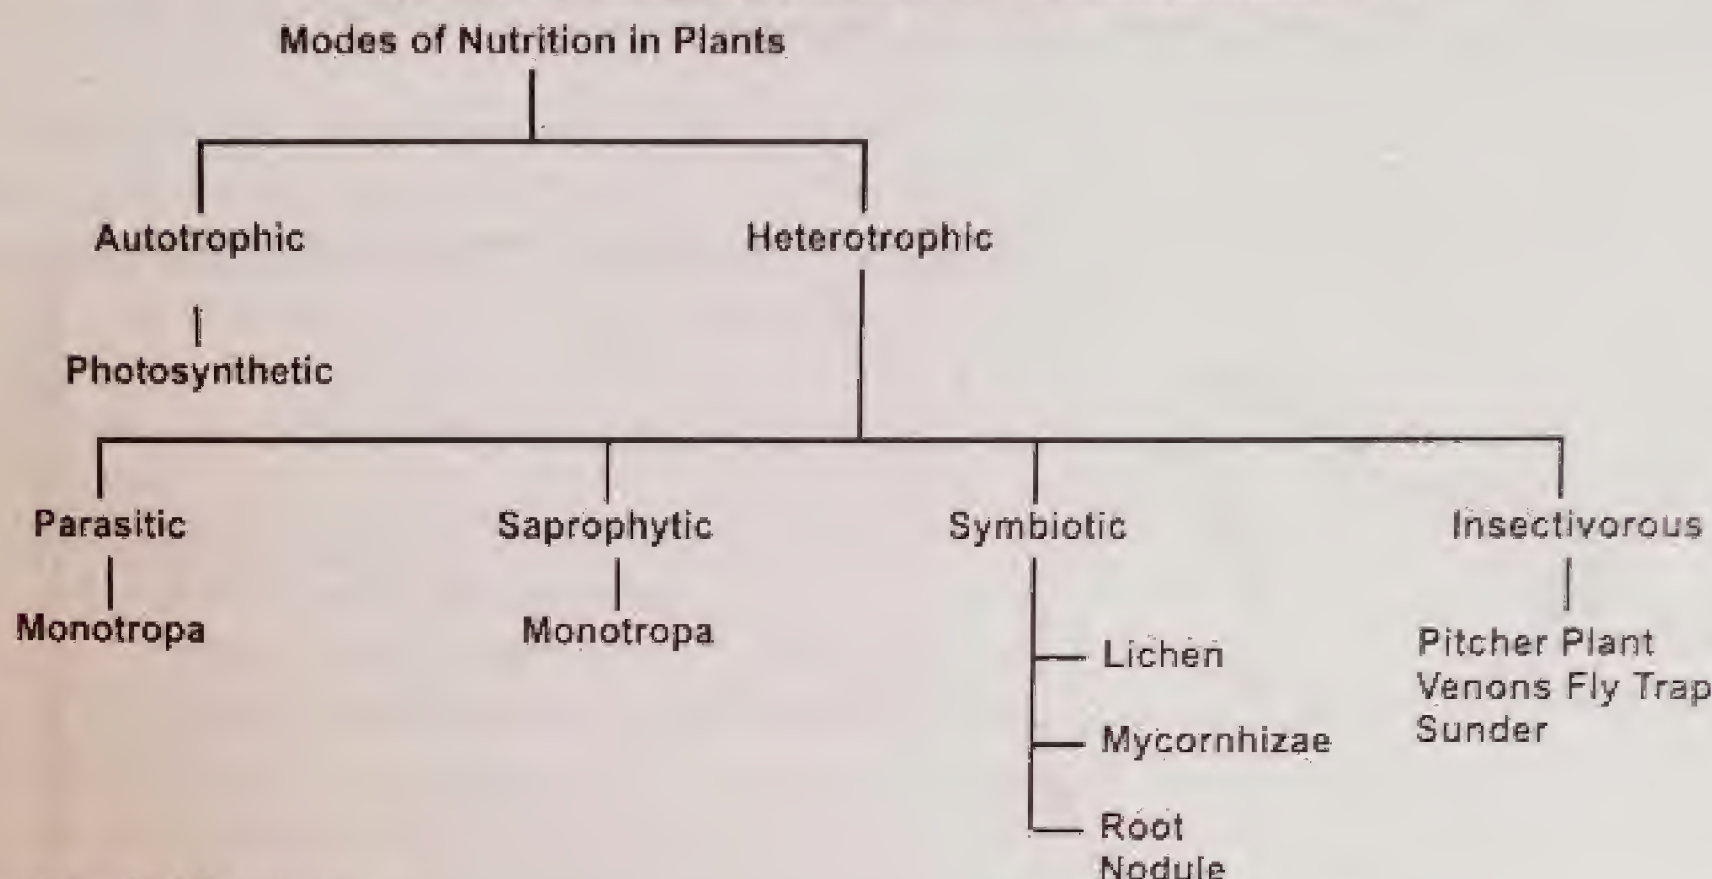 Modes of Nutrition in Plants
Autotrophic Heterotrophic
Photosynthetic
Parasitic Saprophytic Symbiotic Insectivorous
Monotropa Monotropa
Lichen
Mycornhizae
Root
Nodule
Pitcher Plant
Venons Fly Trap
Sunder